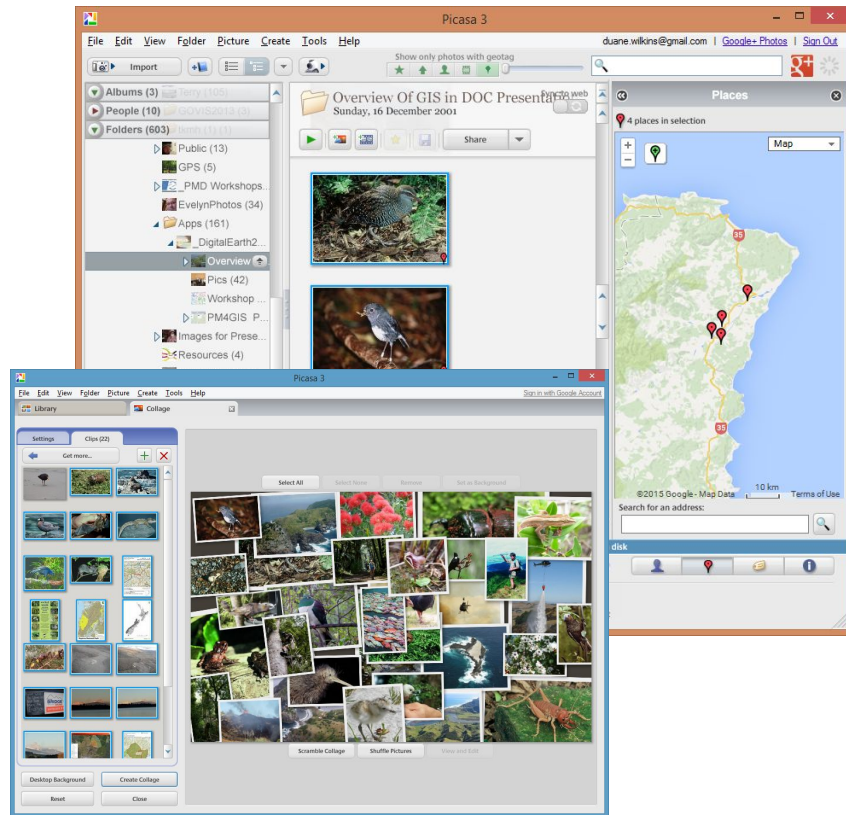 Picasa 3
File Edit View Folder Picture Create Tools Help
duane.wilkins@gmail.com | Google+ Photos | Sign Out
Import
Show only photos with geotag
Albums (3)
Terry (105)
People (10)
GOVIS2013 (3)
Folders (603)
Public (13)
GPS (5)
_PMD Workshops...
EvelynPhotos (34)
Apps (161)
_DigitalEarth2...
Overview
Pics (42)
Workshop ...
PM4GIS P...
Images for Prese...
Resources (4)
Overview Of GIS in DOC Presentatio
Sync to web
Sunday, 16 December 2001
Share
Places
4 places in selection
Map
35
35
10 km
©2015 Google - Map Data
Terms of Use
Search for an address:
disk
Picasa 3
File Edit View Folder Picture Create Tools Help
Sign in with Google Account
Library
Collage
Settings
Clips (22)
Get more...
Select All
Select None
Remove
Set as Background
Scramble Collage
Shuffle Pictures
View and Edit
Desktop Background
Create Collage
Reset
Close